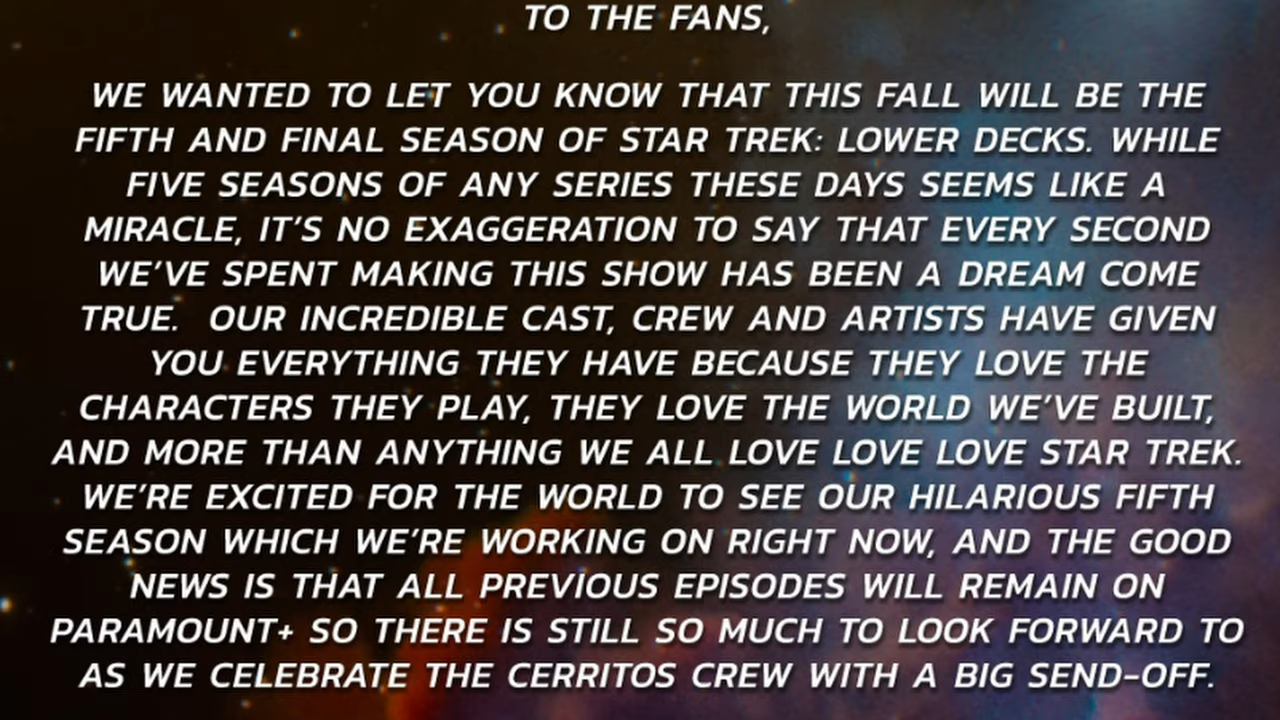 TO THE FANS,
WE WANTED TO LET YOU KNOW THAT THIS FALL WILL BE THE
FIFTH AND FINAL SEASON OF STAR TREK: LOWER DECKS. WHILE
FIVE SEASONS OF ANY SERIES THESE DAYS SEEMS LIKE A
MIRACLE, IT'S NO EXAGGERATION TO SAY THAT EVERY SECOND
WE'VE SPENT MAKING THIS SHOW HAS BEEN A DREAM COME
TRUE.  OUR INCREDIBLE CAST, CREW AND ARTISTS HAVE GIVEN
YOU EVERYTHING THEY HAVE BECAUSE THEY LOVE THE
CHARACTERS THEY PLAY, THEY LOVE THE WORLD WE'VE BUILT,
AND MORE THAN ANYTHING WE ALL LOVE LOVE LOVE STAR TREK.
WE'RE EXCITED FOR THE WORLD TO SEE OUR HILARIOUS FIFTH
SEASON WHICH WE'RE WORKING ON RIGHT NOW, AND THE GOOD
NEWS IS THAT ALL PREVIOUS EPISODES WILL REMAIN ON
PARAMOUNT+ SO THERE IS STILL SO MUCH TO LOOK FORWARD TO
AS WE CELEBRATE THE CERRITOS CREW WITH A BIG SEND-OFF.